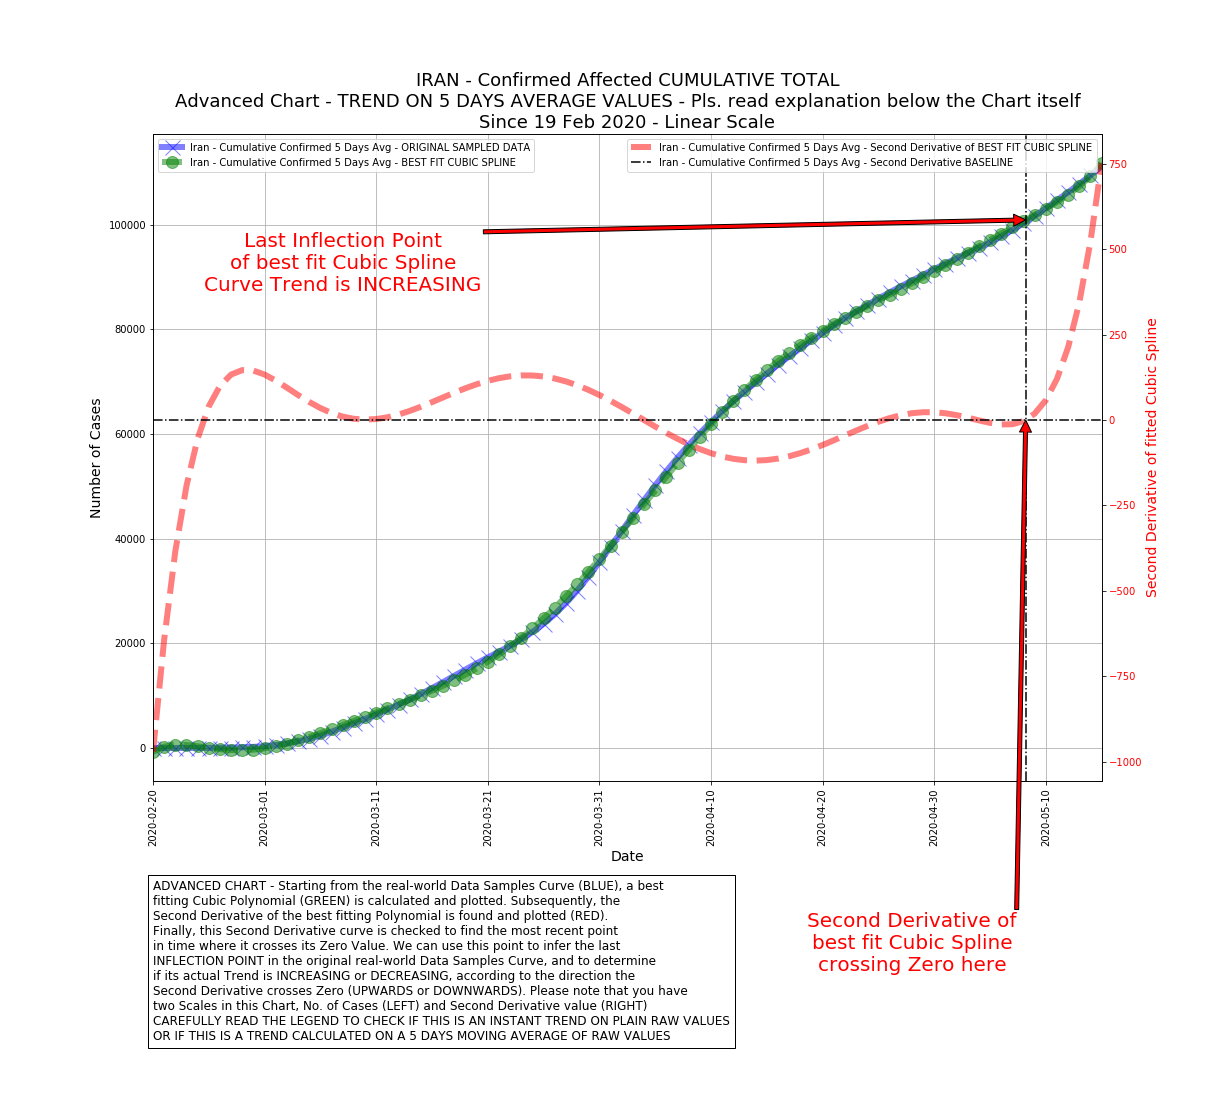 IRAN - Confirmed Affected CUMULATIVE TOTAL
Advanced Chart - TREND ON 5 DAYS AVERAGE VALUES - Pls. read explanation below the Chart itself
Since 19 Feb 2020 - Linear Scale
Iran - Cumulative Confirmed 5 Days Avg - ORIGINAL SAMPLED DATA
Iran - Cumulative Confirmed 5 Days Avg - BEST FIT CUBIC SPLINE
Iran - Cumulative Confirmed 5 Days Avg - Second Derivative of BEST FIT CUBIC SPLINE
Iran - Cumulative Confirmed 5 Days Avg - Second Derivative BASELINE
Last Inflection Point
of best fit Cubic Spline
Curve Trend is INCREASING
Number of Cases
100000
80000
60000
40000
20000
0
750
500
250
0
−250
−500
−750
−1000
Second Derivative of fitted Cubic Spline
2020-02-20
2020-03-01
2020-03-11
2020-03-21
2020-03-31
2020-04-10
2020-04-20
2020-04-30
2020-05-10
Date
ADVANCED CHART - Starting from the real-world Data Samples Curve (BLUE), a best
fitting Cubic Polynomial (GREEN) is calculated and plotted. Subsequently, the
Second Derivative of the best fitting Polynomial is found and plotted (RED).
Finally, this Second Derivative curve is checked to find the most recent point
in time where it crosses its Zero Value. We can use this point to infer the last
INFLECTION POINT in the original real-world Data Samples Curve, and to determine
if its actual Trend is INCREASING or DECREASING, according to the direction the
Second Derivative crosses Zero (UPWARDS or DOWNWARDS). Please note that you have
two Scales in this Chart, No. of Cases (LEFT) and Second Derivative value (RIGHT)
CAREFULLY READ THE LEGEND TO CHECK IF THIS IS AN INSTANT TREND ON PLAIN RAW VALUES
OR IF THIS IS A TREND CALCULATED ON A 5 DAYS MOVING AVERAGE OF RAW VALUES
Second Derivative of
best fit Cubic Spline
crossing Zero here